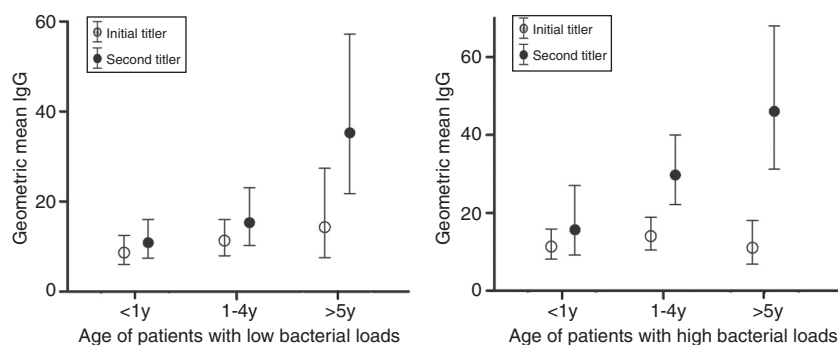 60
40
20
0
Geometric mean IgG
Initial titler
Second titler
<1y
1-4y
>5y
Age of patients with low bacterial loads
60
40
20
0
Geometric mean IgG
Initial titler
Second titler
<1y
1-4y
>5y
Age of patients with high bacterial loads